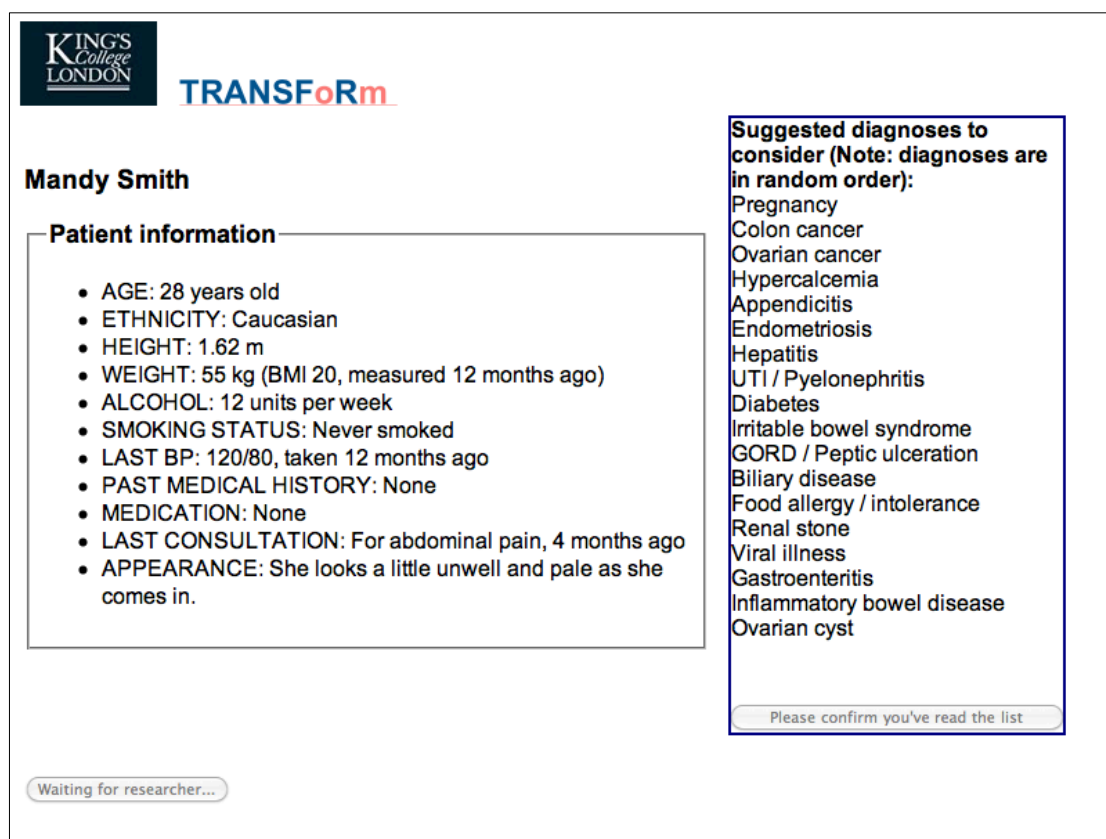 KING'S
College
LONDON
TRANSFoRm
Mandy Smith
Patient information
• AGE: 28 years old
• ETHNICITY: Caucasian
• HEIGHT: 1.62 m
• WEIGHT: 55 kg (BMI 20, measured 12 months ago)
• ALCOHOL: 12 units per week
• SMOKING STATUS: Never smoked
• LAST BP: 120/80, taken 12 months ago
• PAST MEDICAL HISTORY: None
• MEDICATION: None
• LAST CONSULTATION: For abdominal pain, 4 months ago
• APPEARANCE: She looks a little unwell and pale as she
comes in.
Suggested diagnoses to
consider (Note: diagnoses are
in random order):
Pregnancy
Colon cancer
Ovarian cancer
Hypercalcemia
Appendicitis
Endometriosis
Hepatitis
UTI / Pyelonephritis
Diabetes
Irritable bowel syndrome
GORD / Peptic ulceration
Biliary disease
Food allergy / intolerance
Renal stone
Viral illness
Gastroenteritis
Inflammatory bowel disease
Ovarian cyst
Please confirm you've read the list
Waiting for researcher...